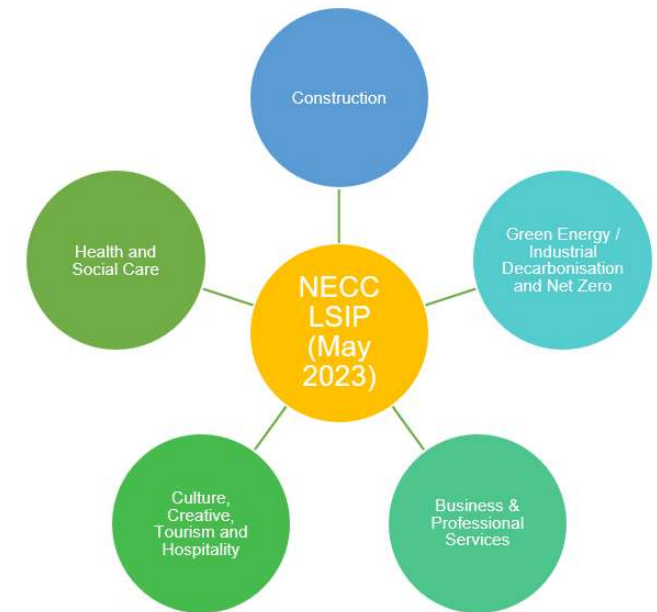 Construction
Green Energy /
Industrial
Decarbonisation
and Net Zero
Health and
Social Care
NECC
LSIP
(May
2023)
Culture,
Creative,
Tourism and
Hospitality
Business &
Professional
Services